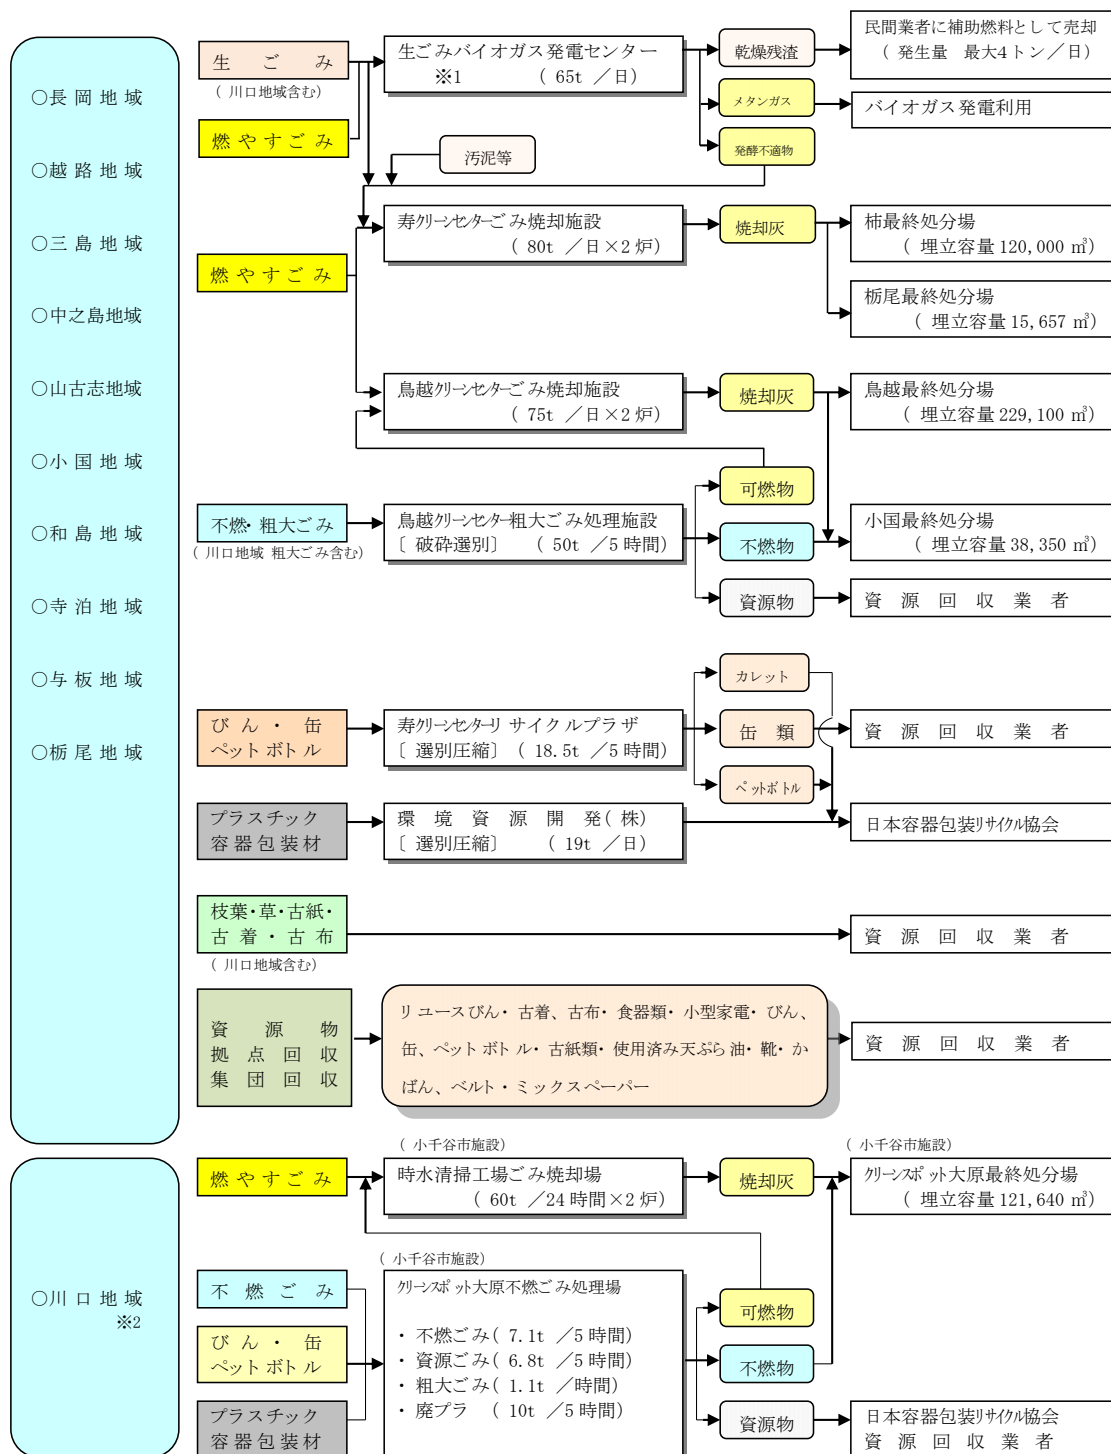 ○長岡地域
○越路地域
○三島地域
○中之島地域
○山古志地域
○小国地域
○和島地域
○寺泊地域
○与板地域
○栃尾地域
生ごみ
(川口地域含む)
燃やすごみ
生ごみバイオガス発電センター
※1 (65t／日)
乾燥残渣
民間業者に補助燃料として売却
(発生量 最大4トン／日)
メタンガス
バイオガス発電利用
発酵不適物
汚泥等
燃やすごみ
寿クリーンセンターごみ焼却施設
(80t／日×2炉)
焼却灰
柿最終処分場
(埋立容量120,000㎥)
栃尾最終処分場
(埋立容量15,657㎥)
鳥越クリーンセンターごみ焼却施設
(75t／日×2炉)
焼却灰
鳥越最終処分場
(埋立容量229,100㎥)
可燃物
不燃・粗大ごみ
(川口地域 粗大ごみ含む)
鳥越クリーンセンター粗大ごみ処理施設
〔破砕選別〕 (50t／5時間)
不燃物
小国最終処分場
(埋立容量38,350㎥)
資源物
資源回収業者
カレット
びん・缶
ペットボトル
寿クリーンセンターリサイクルプラザ
〔選別圧縮〕 (18.5t／5時間)
缶類
資源回収業者
ペットボトル
プラスチック
容器包装材
環境資源開発(株)
〔選別圧縮〕 (19t／日)
日本容器包装リサイクル協会
枝葉・草・古紙・
古着・古布
(川口地域含む)
資源回収業者
資源物
拠点回収
集団回収
リユースびん・古着、古布・食器類・小型家電・びん、
缶、ペットボトル・古紙類・使用済み天ぷら油・靴・か
ばん、ベルト・ミックスペーパー
資源回収業者
○川口地域
※2
燃やすごみ
(小千谷市施設)
時水清掃工場ごみ焼却場
(60t／24時間×2炉)
焼却灰
(小千谷市施設)
クリーンスポット大原最終処分場
(埋立容量121,640㎥)
不燃ごみ
びん・缶
ペットボトル
プラスチック
容器包装材
(小千谷市施設)
クリーンスポット大原不燃ごみ処理場
・不燃ごみ(7.1t／5時間)
・資源ごみ(6.8t／5時間)
・粗大ごみ(1.1t／時間)
・廃プラ (10t／5時間)
可燃物
不燃物
資源物
日本容器包装リサイクル協会
資源回収業者